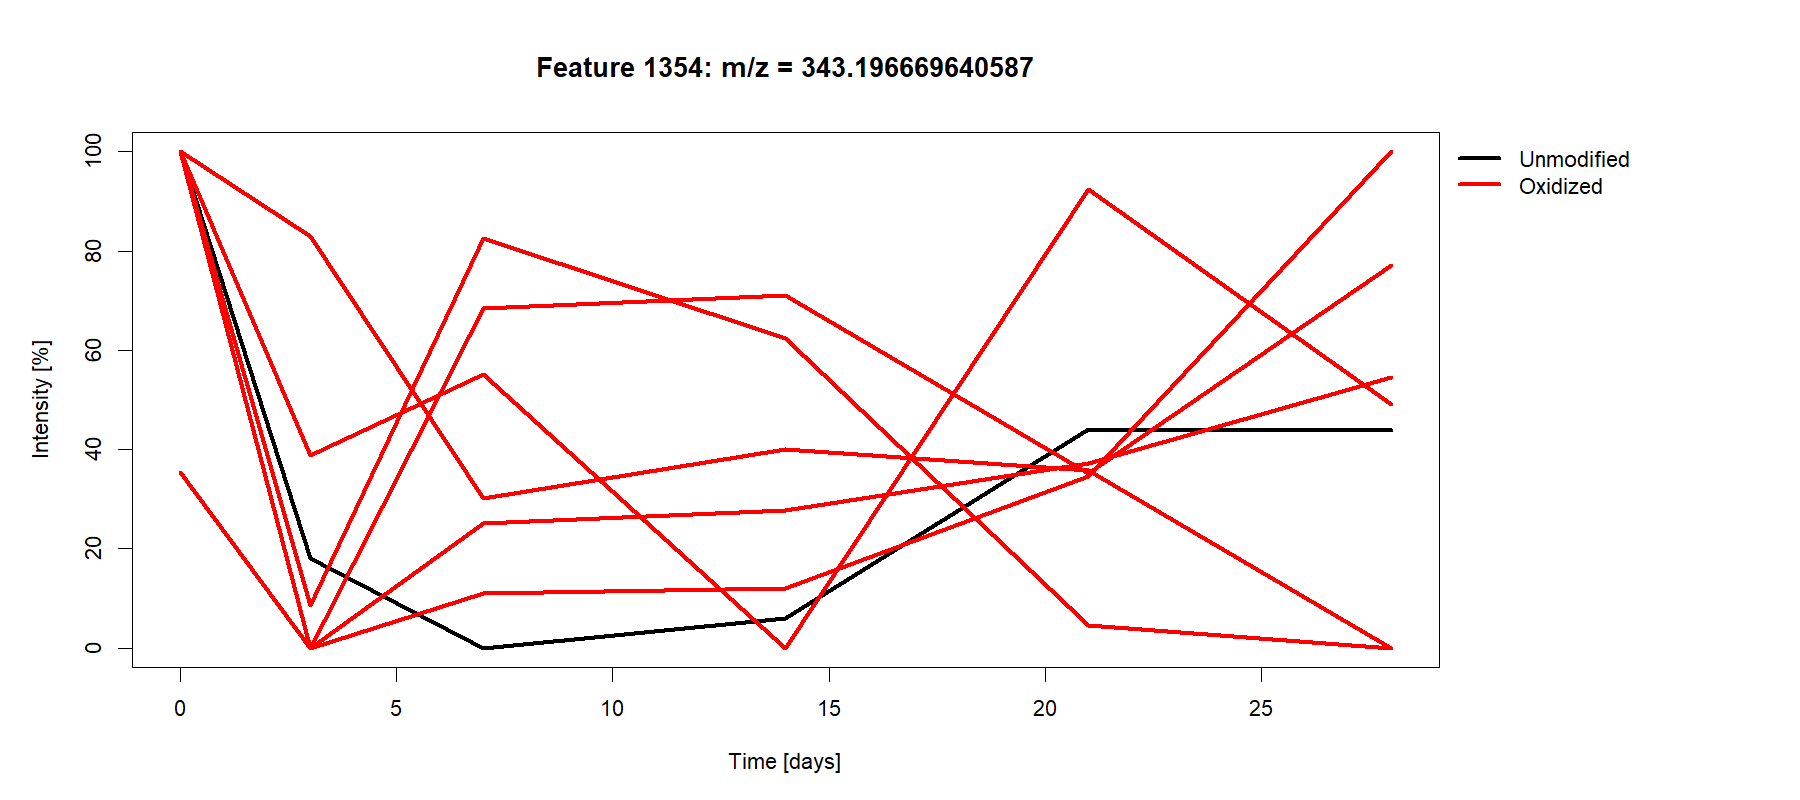 Feature 1354: m/z = 343.196669640587
Unmodified
Oxidized
Intensity [%]
100
80
60
40
20
0
0 5 10 15 20 25
Time [days]